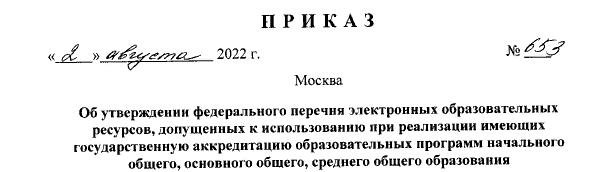 П Р И К А З
« 2 » августа 2022 г. № 653
Москва
Об утверждении федерального перечня электронных образовательных
ресурсов, допущенных к использованию при реализации имеющих
государственную аккредитацию образовательных программ начального
общего, основного общего, среднего общего образования